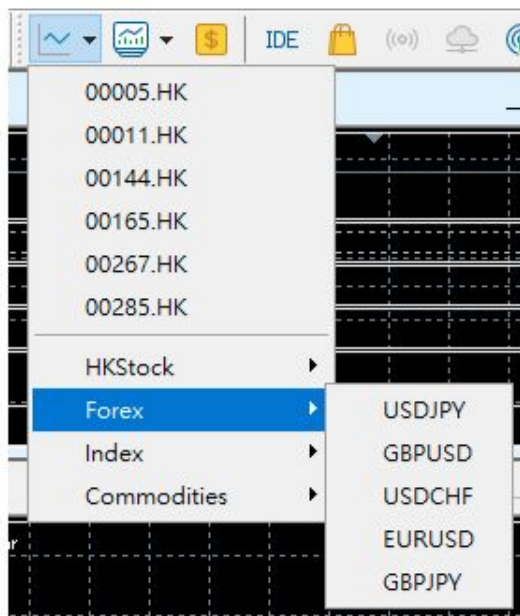 $ IDE
00005.HK
00011.HK
00144.HK
00165.HK
00267.HK
00285.HK
HKStock
Forex
Index
Commodities
USDJPY
GBPUSD
USDCHF
EURUSD
GBPJPY